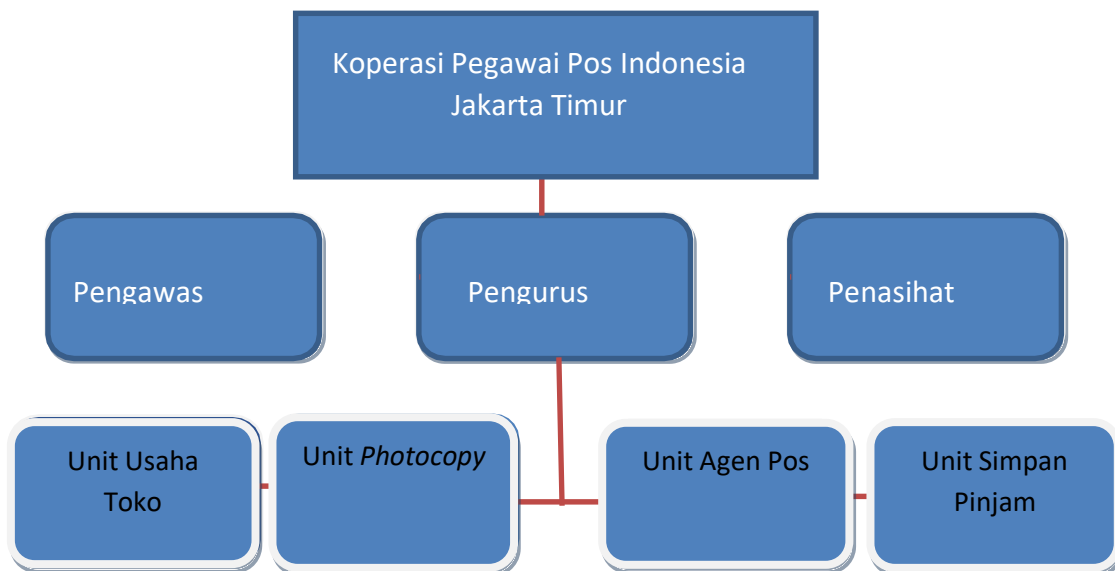 Koperasi Pegawai Pos Indonesia
Jakarta Timur
Pengawas
Pengurus
Penasihat
Unit Usaha
Toko
Unit Photocopy
Unit Agen Pos
Unit Simpan
Pinjam